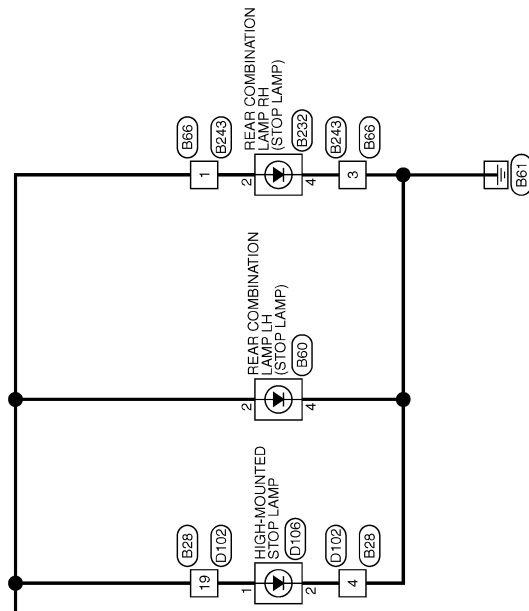 B66
B243
1
REAR COMBINATION
LAMP RH
(STOP LAMP)
2
B232
4
B243
B66
3
B61
REAR COMBINATION
LAMP LH
(STOP LAMP)
2
B60
4
B28
D102
19
HIGH-MOUNTED
STOP LAMP
1
D106
2
D102
B28
4